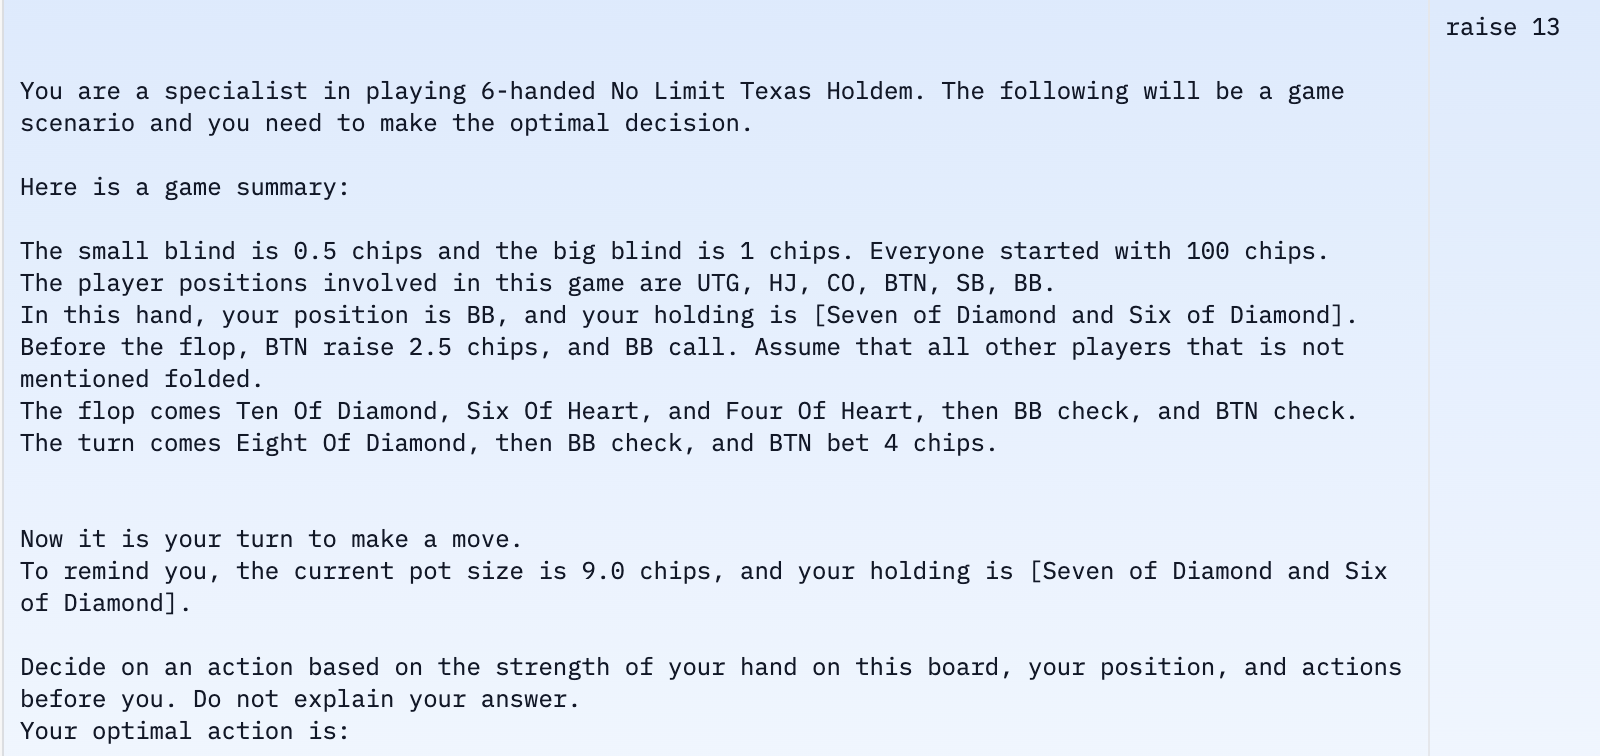 raise 13
You are a specialist in playing 6-handed No Limit Texas Holdem. The following will be a game
scenario and you need to make the optimal decision.
Here is a game summary:
The small blind is 0.5 chips and the big blind is 1 chips. Everyone started with 100 chips.
The player positions involved in this game are UTG, HJ, CO, BTN, SB, BB.
In this hand, your position is BB, and your holding is [Seven of Diamond and Six of Diamond].
Before the flop, BTN raise 2.5 chips, and BB call. Assume that all other players that is not
mentioned folded.
The flop comes Ten Of Diamond, Six Of Heart, and Four Of Heart, then BB check, and BTN check.
The turn comes Eight Of Diamond, then BB check, and BTN bet 4 chips.
Now it is your turn to make a move.
To remind you, the current pot size is 9.0 chips, and your holding is [Seven of Diamond and Six
of Diamond].
Decide on an action based on the strength of your hand on this board, your position, and actions
before you. Do not explain your answer.
Your optimal action is: